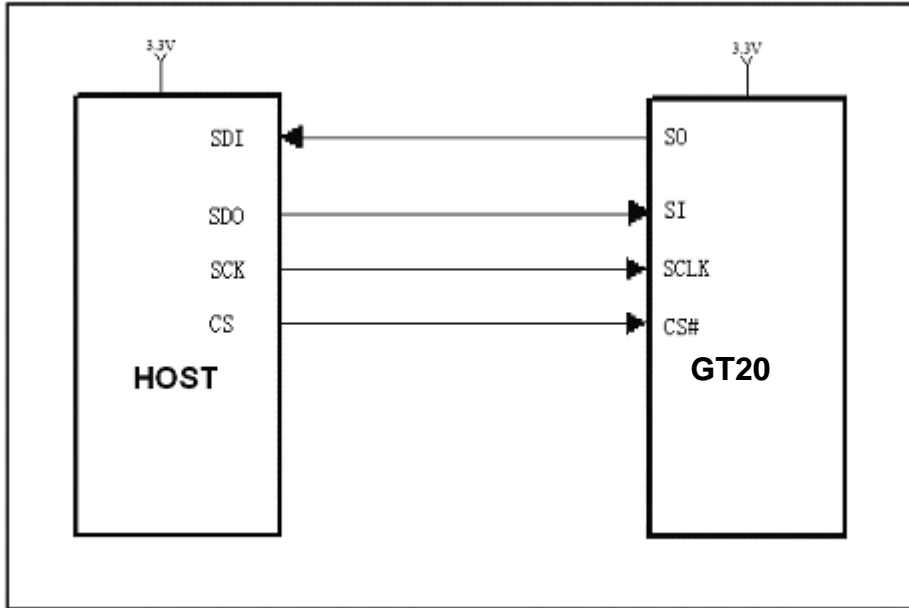 3.3V 3.3V
SDI SO
SDO SI
SCK SCLK
CS CS#
HOST GT20